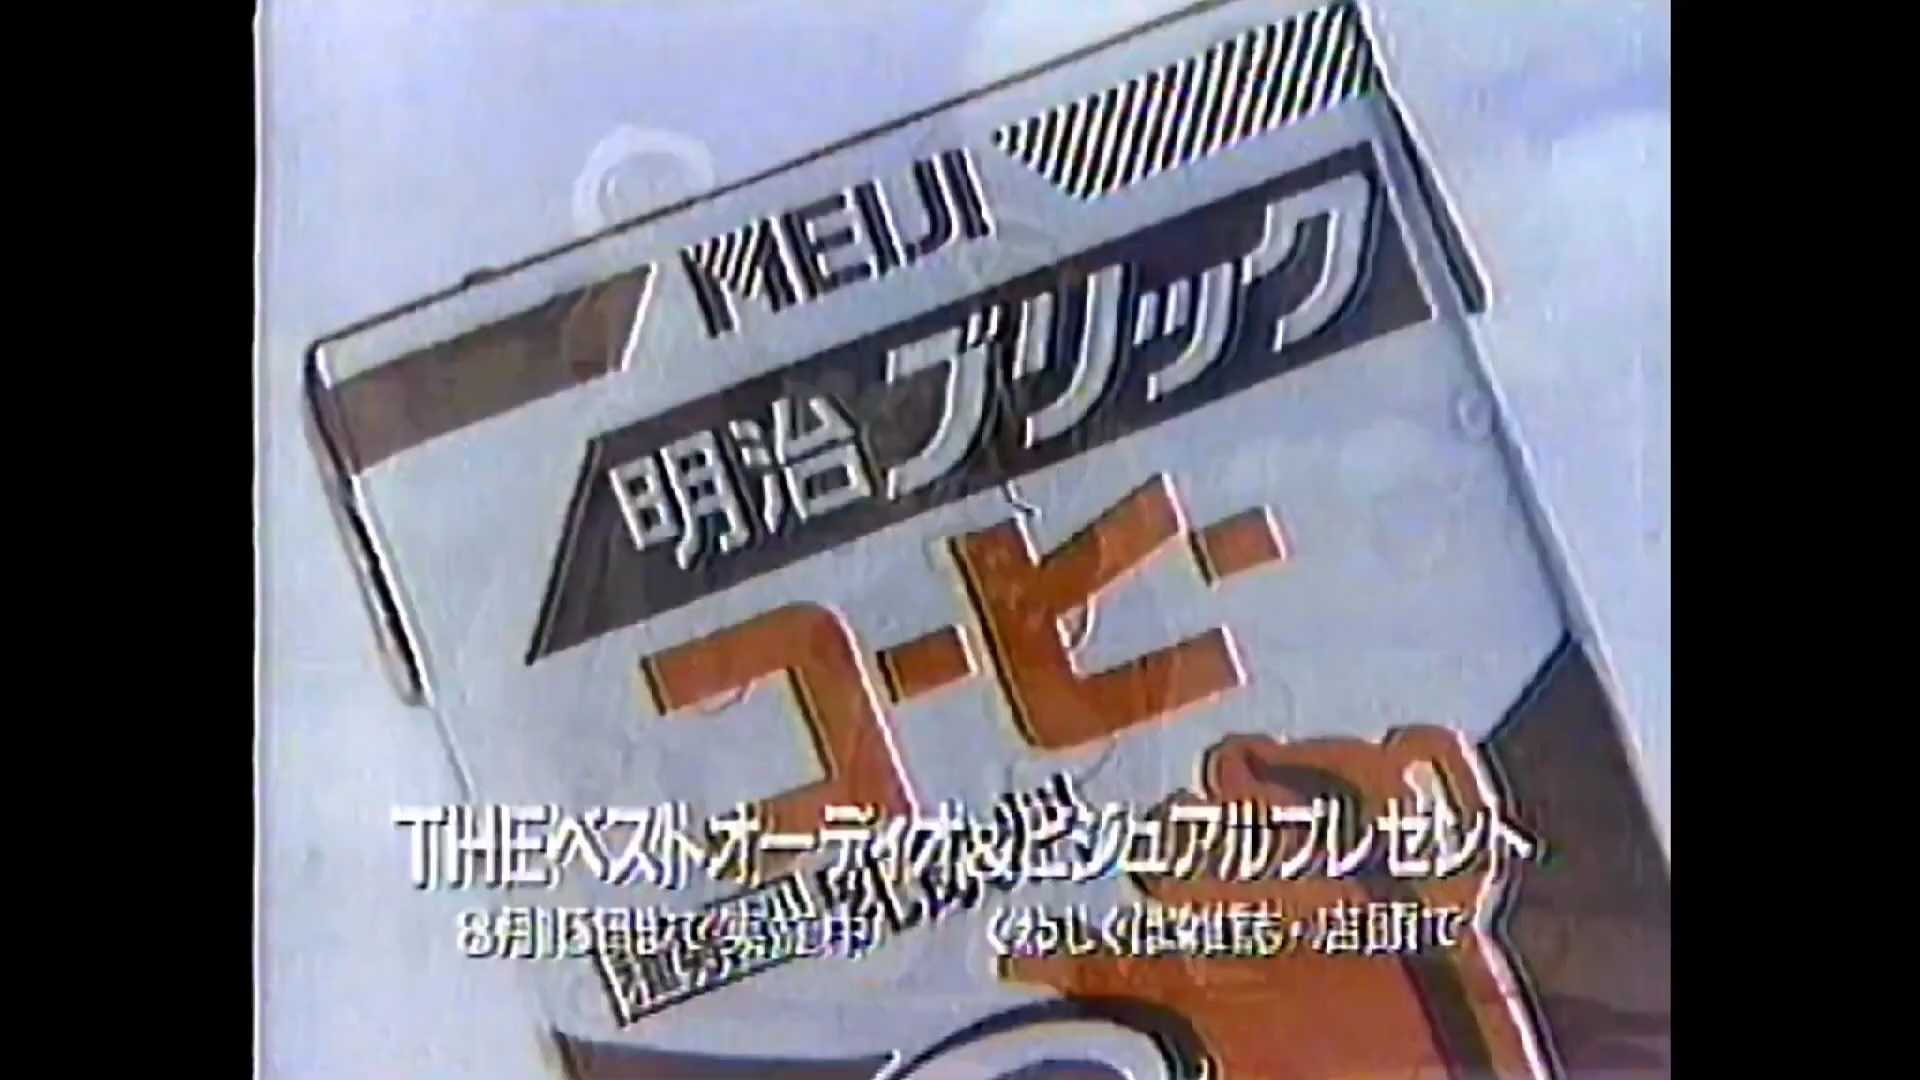 MEIJI
明治ブリック
コーヒー
THEベストオーディオ&ビジュアルプレゼント
8月15日まで実施中 くわしくは雑誌・店頭で